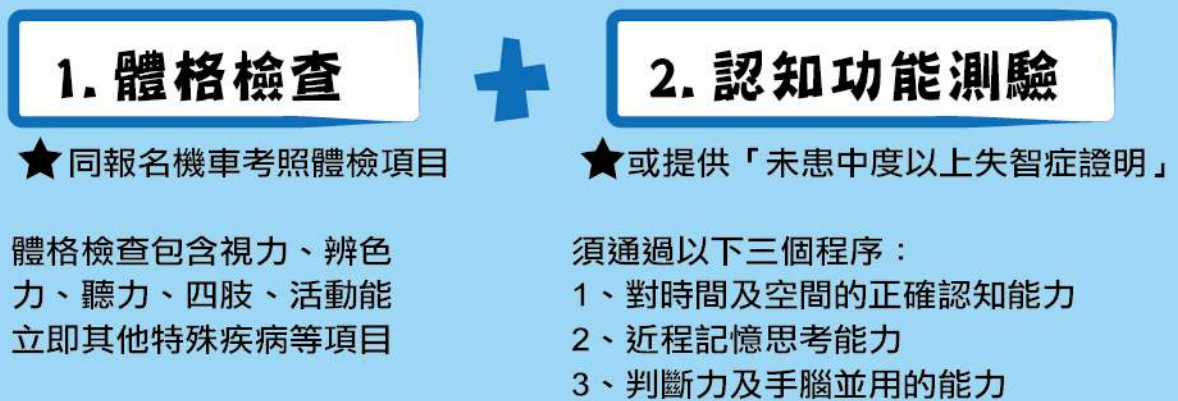 1. 體格檢查
★同報名機車考照體檢項目
體格檢查包含視力、辨色
力、聽力、四肢、活動能
立即其他特殊疾病等項目
2. 認知功能測驗
★或提供「未患中度以上失智症證明」
須通過以下三個程序：
1、對時間及空間的正確認知能力
2、近程記憶思考能力
3、判斷力及手腦並用的能力